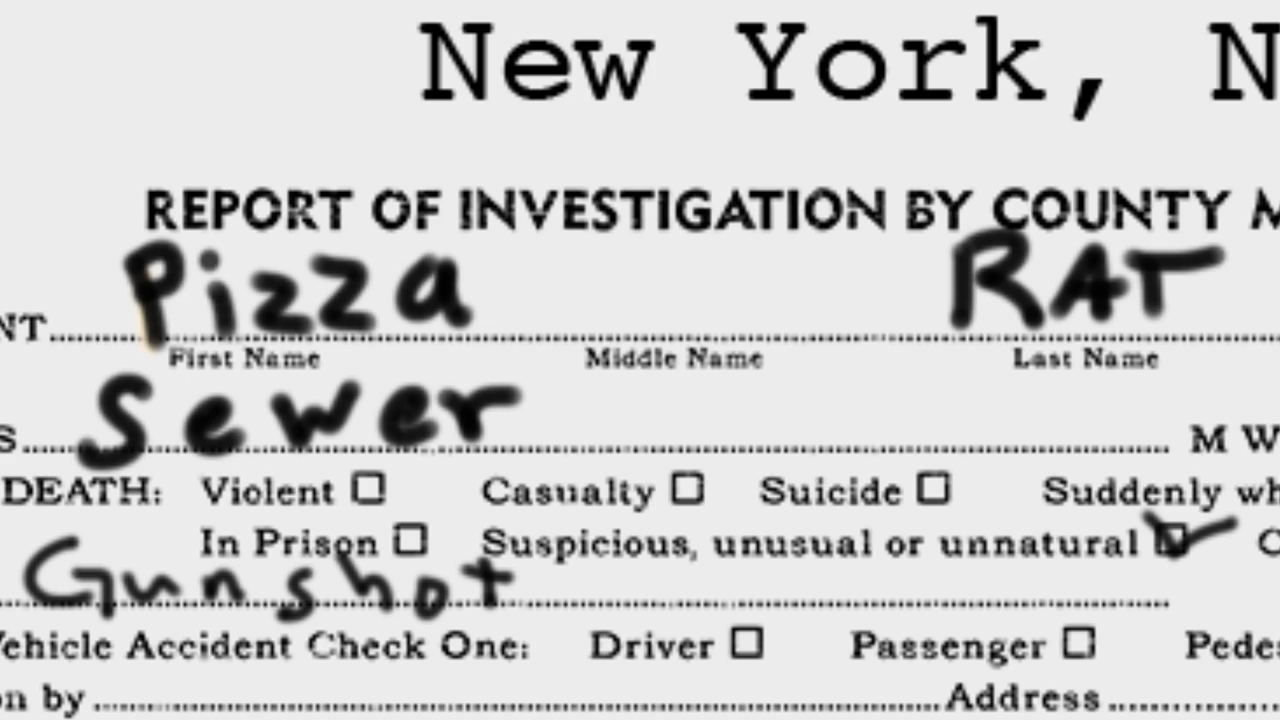 New York, N
REPORT OF INVESTIGATION BY COUNTY M
NT Pizza RAT
First Name Middle Name Last Name
S Sewer M W
DEATH: Violent ☐ Casualty ☐ Suicide ☐ Suddenly wh
In Prison ☐ Suspicious, unusual or unnatural ☑ C
Gunshot
Vehicle Accident Check One: Driver ☐ Passenger ☐ Pedes
on by Address